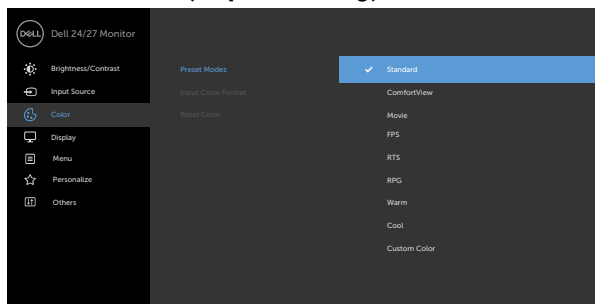 DELL Dell 24/27 Monitor
Brightness/Contrast
Input Source
Color
Display
Menu
Personalize
Others
Preset Modes
Input Color Format
Reset Color
Standard
ComfortView
Movie
FPS
RTS
RPG
Warm
Cool
Custom Color